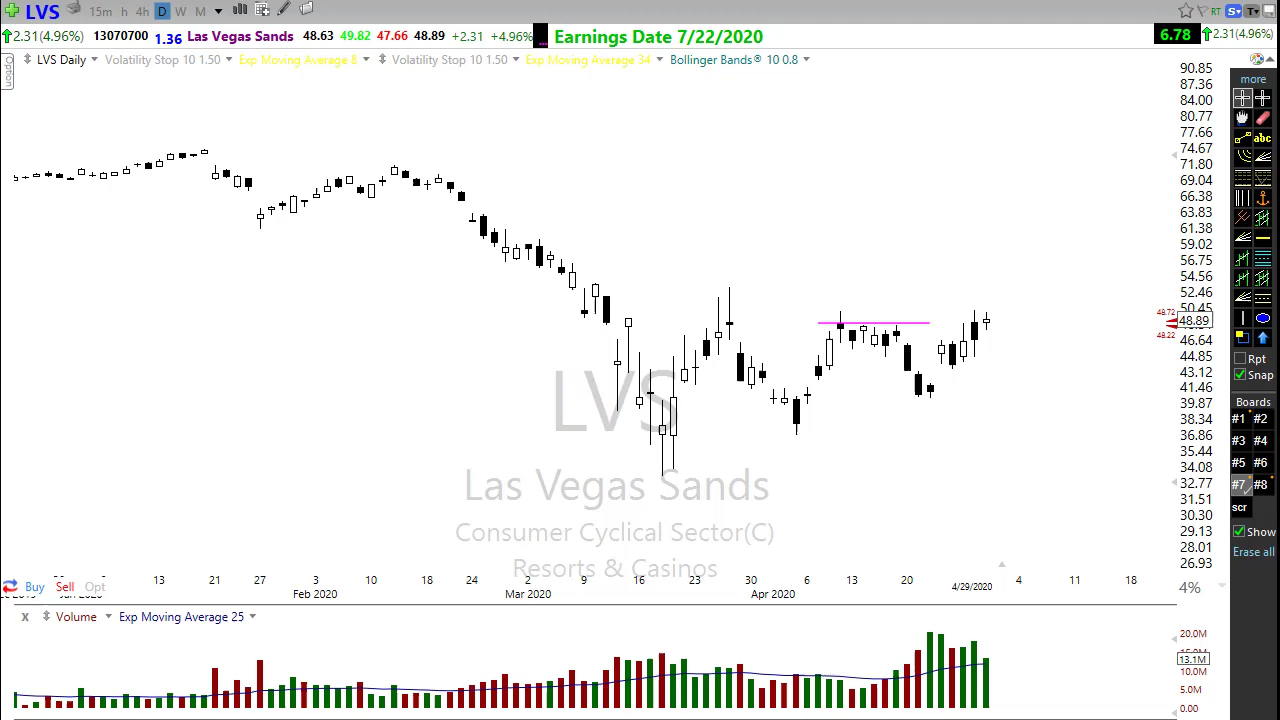 LVS 15m h 4h D W M RT S T
2.31(4.96%) 13070700 1.36 Las Vegas Sands 48.63 49.82 47.66 48.89 +2.31 +4.96% Earnings Date 7/22/2020 6.78 2.31(4.96%)
Option
LVS Daily Volatility Stop 10 1.50 Exp Moving Average 8 Volatility Stop 10 1.50 Exp Moving Average 34 Bollinger Bands® 10 0.8
90.85
87.36
84.00
80.77
77.66
74.67
71.80
69.04
66.38
63.83
61.38
59.02
56.75
54.56
52.46
50.45
48.72
48.89
48.22
46.64
44.85
43.12
41.46
39.87
38.34
36.86
35.44
34.08
32.77
31.51
30.30
29.13
28.01
26.93
more
abc
Rpt
Snap
Boards
#1 #2
#3 #4
#5 #6
#7 #8
scr
Show
Erase all
LVS
Las Vegas Sands
Consumer Cyclical Sector(C)
Resorts & Casinos
13 21 27 3 10 18 24 2 9 16 23 30 6 13 20 4/29/2020 4 11 18
Buy Sell Opt 4%
Feb 2020 Mar 2020 Apr 2020
X Volume Exp Moving Average 25
20.0M
13.1M
10.0M
5.0M
0.00